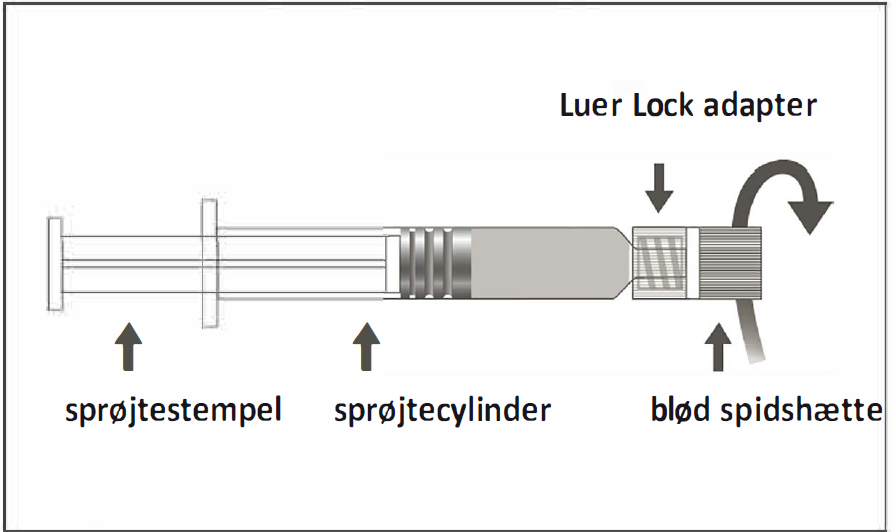 Luer Lock adapter
sprøjtestempel sprøjtecylinder blød spidshætte